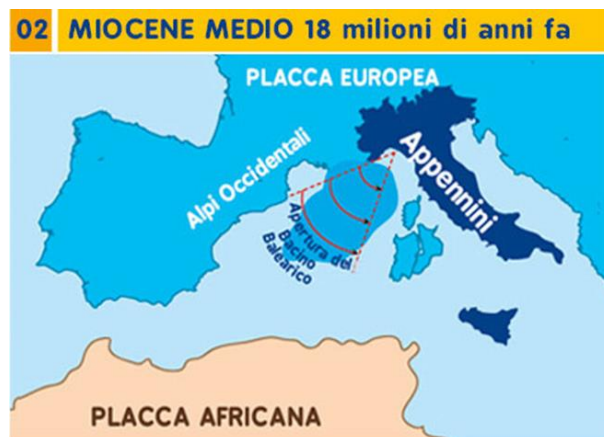 02 MIOCENE MEDIO 18 milioni di anni fa
PLACCA EUROPEA
Alpi Occidentali
Appennini
Apertura del
Bacino
Balearico
PLACCA AFRICANA